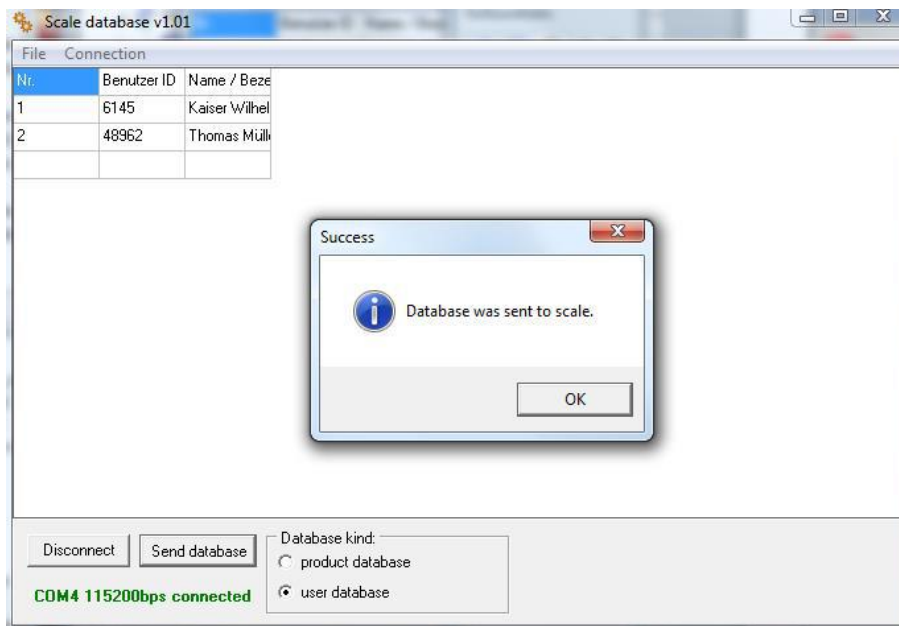 Scale database v1.01
File Connection
Nr. Benutzer ID Name / Beze
1 6145 Kaiser Wilhel
2 48962 Thomas Mülle
Success
Database was sent to scale.
OK
Disconnect Send database
Database kind:
product database
user database
COM4 115200bps connected